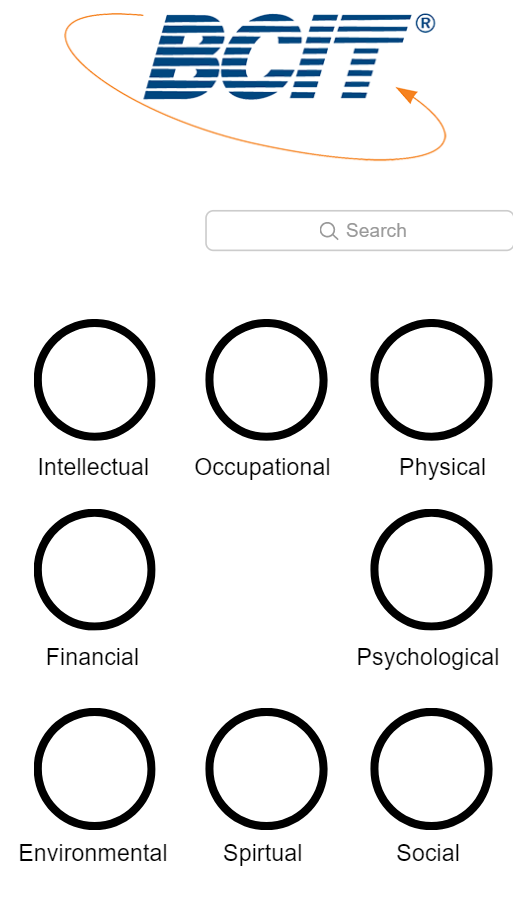 BCIT®
Search
Intellectual Occupational Physical
Financial Psychological
Environmental Spirtual Social